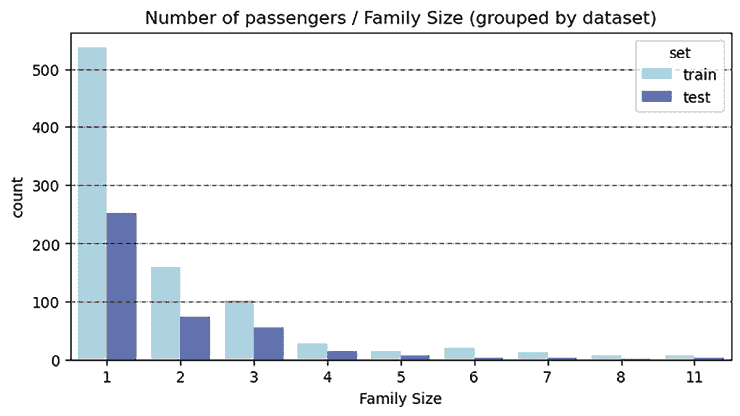 Number of passengers / Family Size (grouped by dataset)
set
train
test
500
400
300
200
100
0
count
1 2 3 4 5 6 7 8 11
Family Size